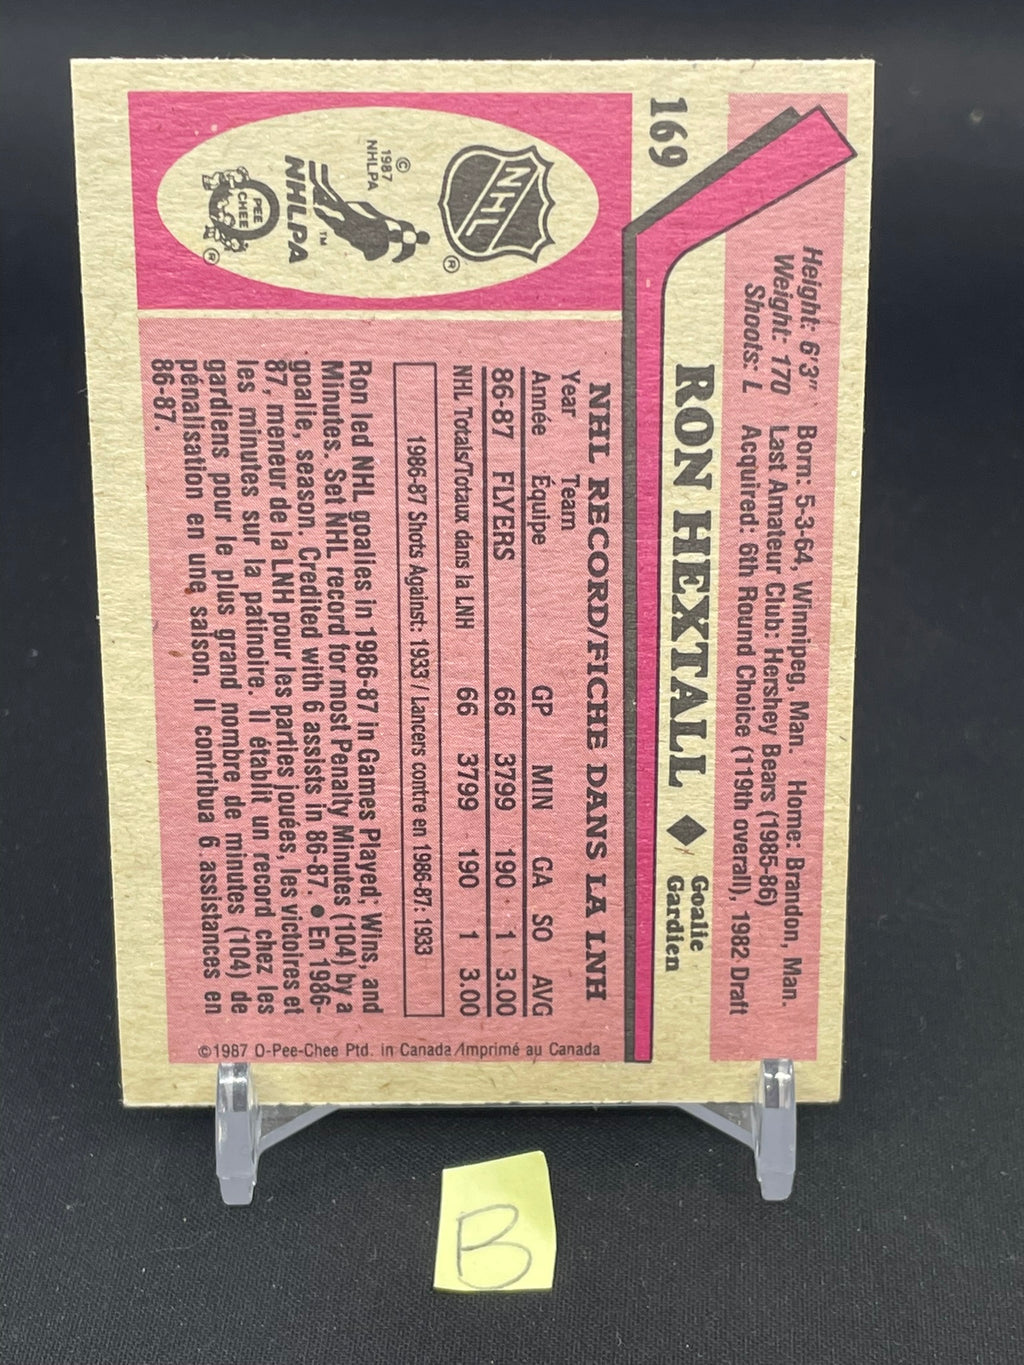 169
Height: 6'3" Born: 5-3-64, Winnipeg, Man. Home: Brandon, Man.
Weight: 170 Last Amateur Club: Hershey Bears (1985-86)
Shoots: L Acquired: 6th Round Choice (119th overall), 1982 Draft
RON HEXTALL ◆ Goalie
Gardien
NHL
®
© 1987 NHLPA
™
NHLPA
O
PEE
CHEE
®
NHL RECORD/FICHE DANS LA LNH
Year Team
Année Équipe GP MIN GA SO AVG
86-87 FLYERS 66 3799 190 1 3.00
NHL Totals/Totaux dans la LNH 66 3799 190 1 3.00
1986-87 Shots Against: 1933 / Lancers contre en 1986-87: 1933
Ron led NHL goalies in 1986-87 in Games Played, Wins, and
Minutes. Set NHL record for most Penalty Minutes (104) by a
goalie, season. Credited with 6 assists in 86-87. ● En 1986-
87, meneur de la LNH pour les parties jouées, les victoires et
les minutes sur la patinoire. Il établit un record chez les
gardiens pour le plus grand nombre de minutes (104) de
pénalisation en une saison. Il contribua 6 assistances en
86-87.
©1987 O-Pee-Chee Ptd. in Canada/Imprimé au Canada
B